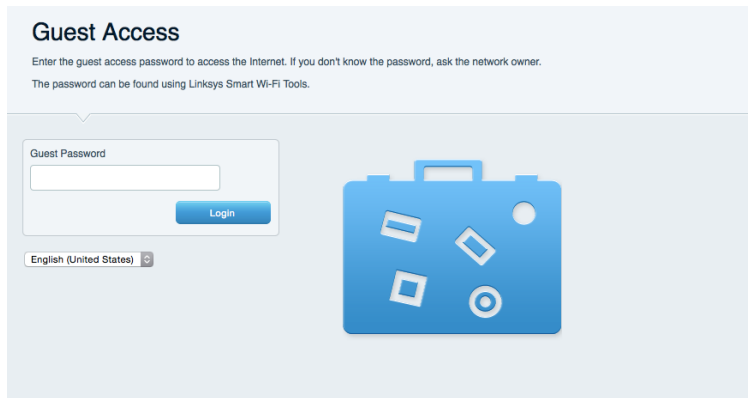 Guest Access
Enter the guest access password to access the Internet. If you don't know the password, ask the network owner.
The password can be found using Linksys Smart Wi-Fi Tools.
Guest Password
Login
English (United States)